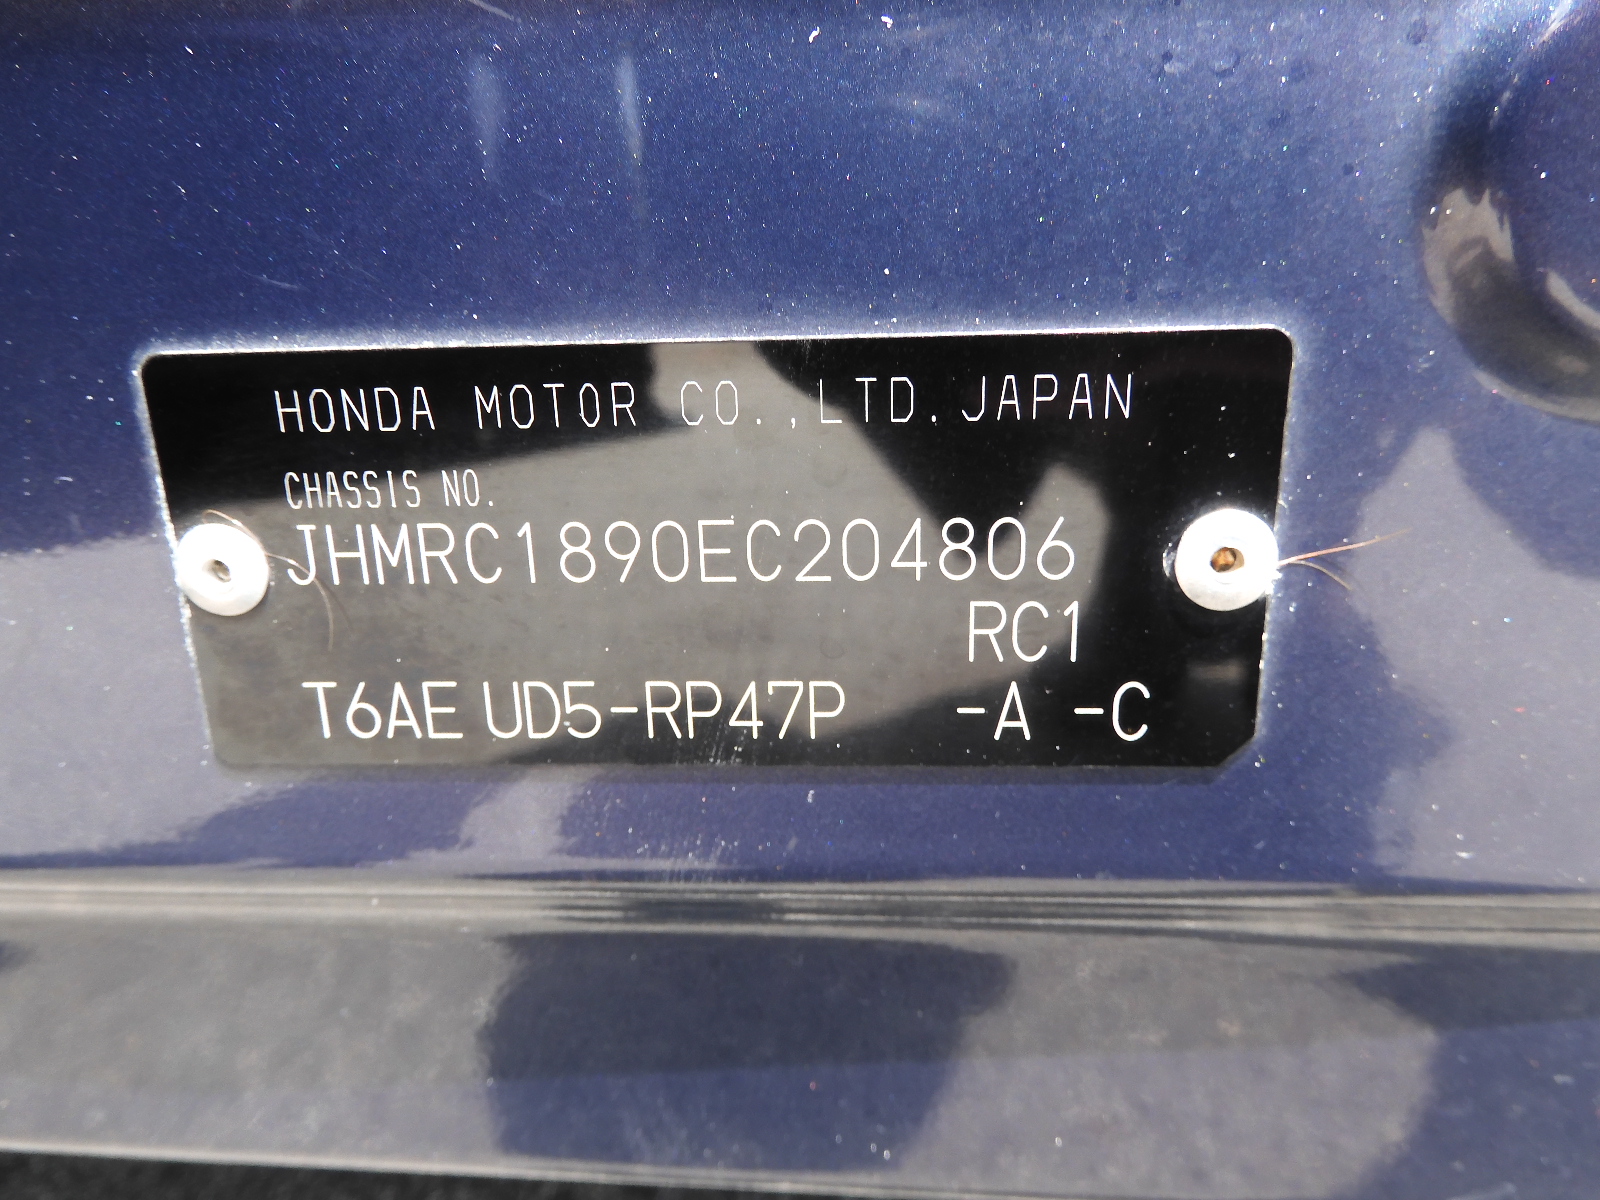 HONDA MOTOR CO.,LTD.JAPAN
CHASSIS NO.
JHMRC1890EC204806
RC1
T6AE UD5-RP47P -A -C